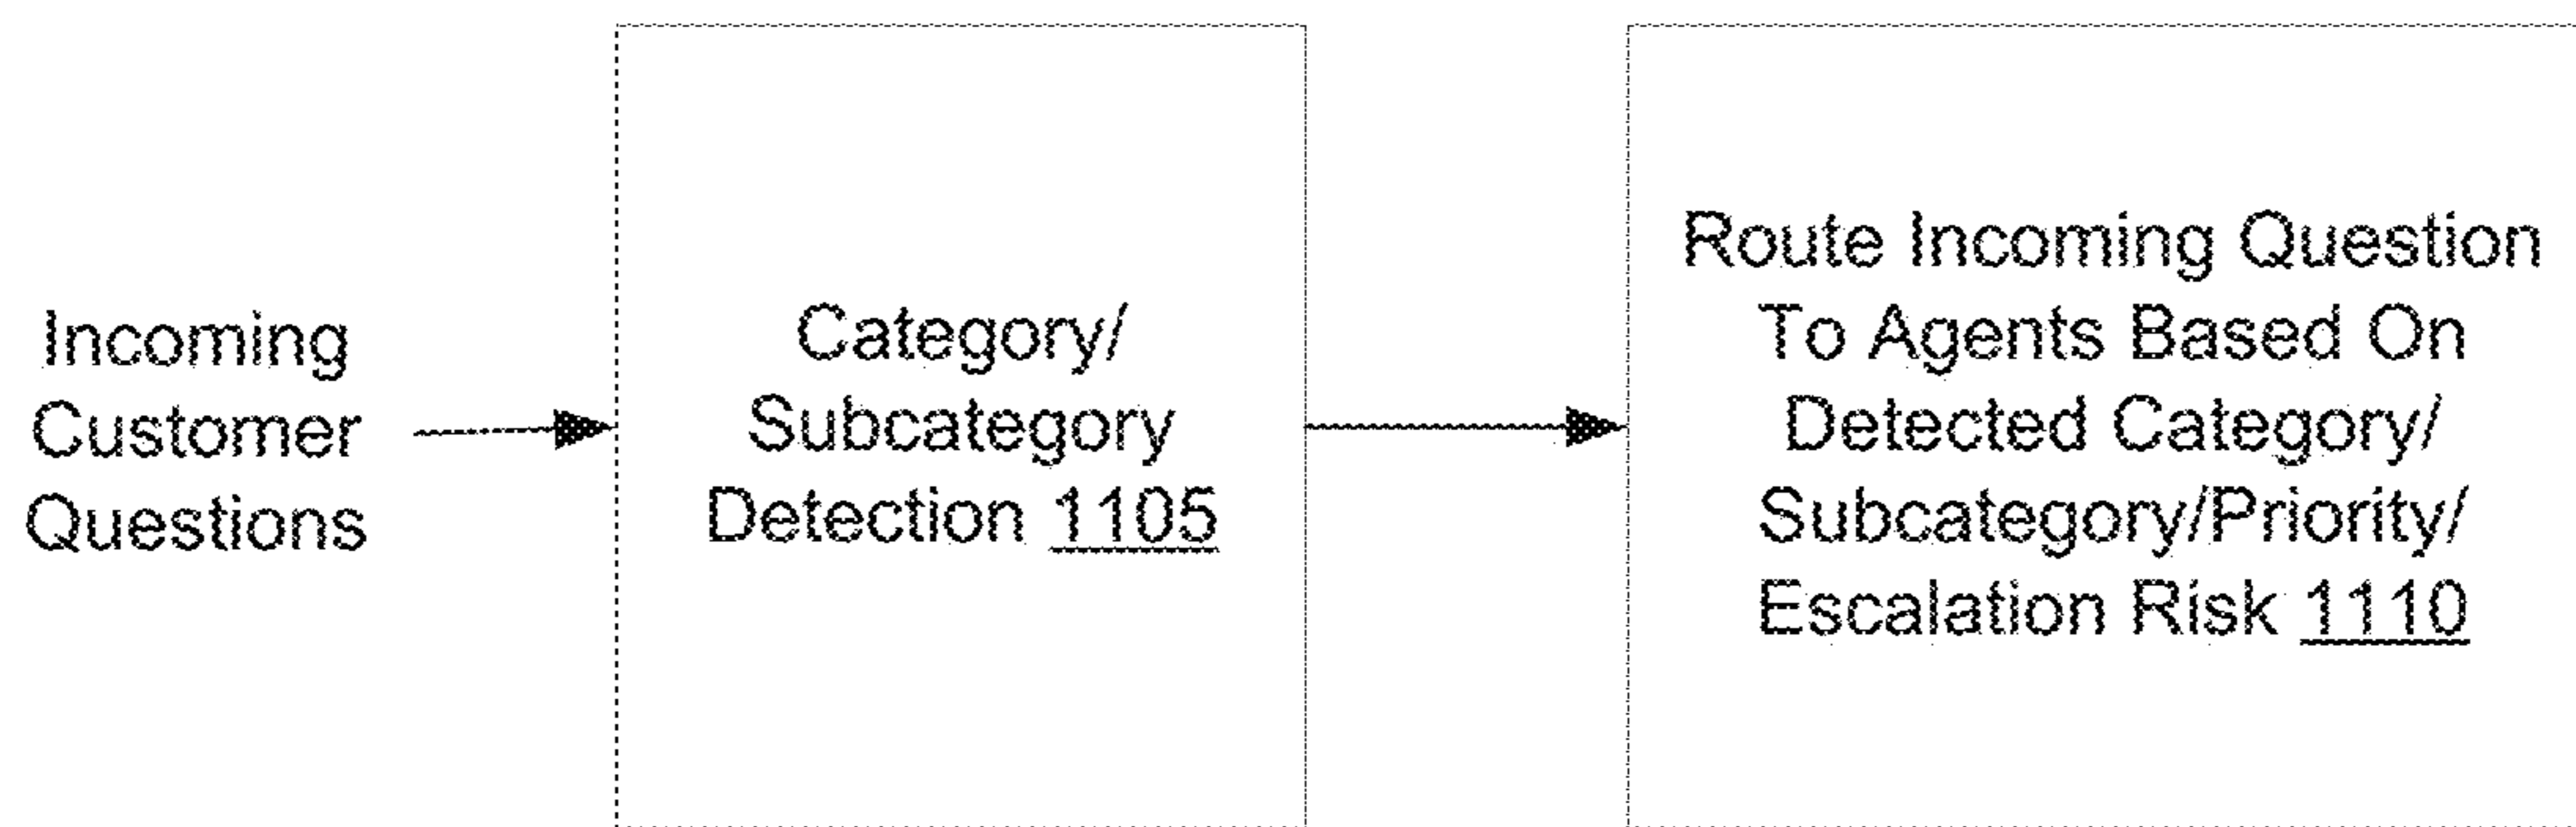 Incoming
Customer
Questions
Category/
Subcategory
Detection 1105
Route Incoming Question
To Agents Based On
Detected Category/
Subcategory/Priority/
Escalation Risk 1110